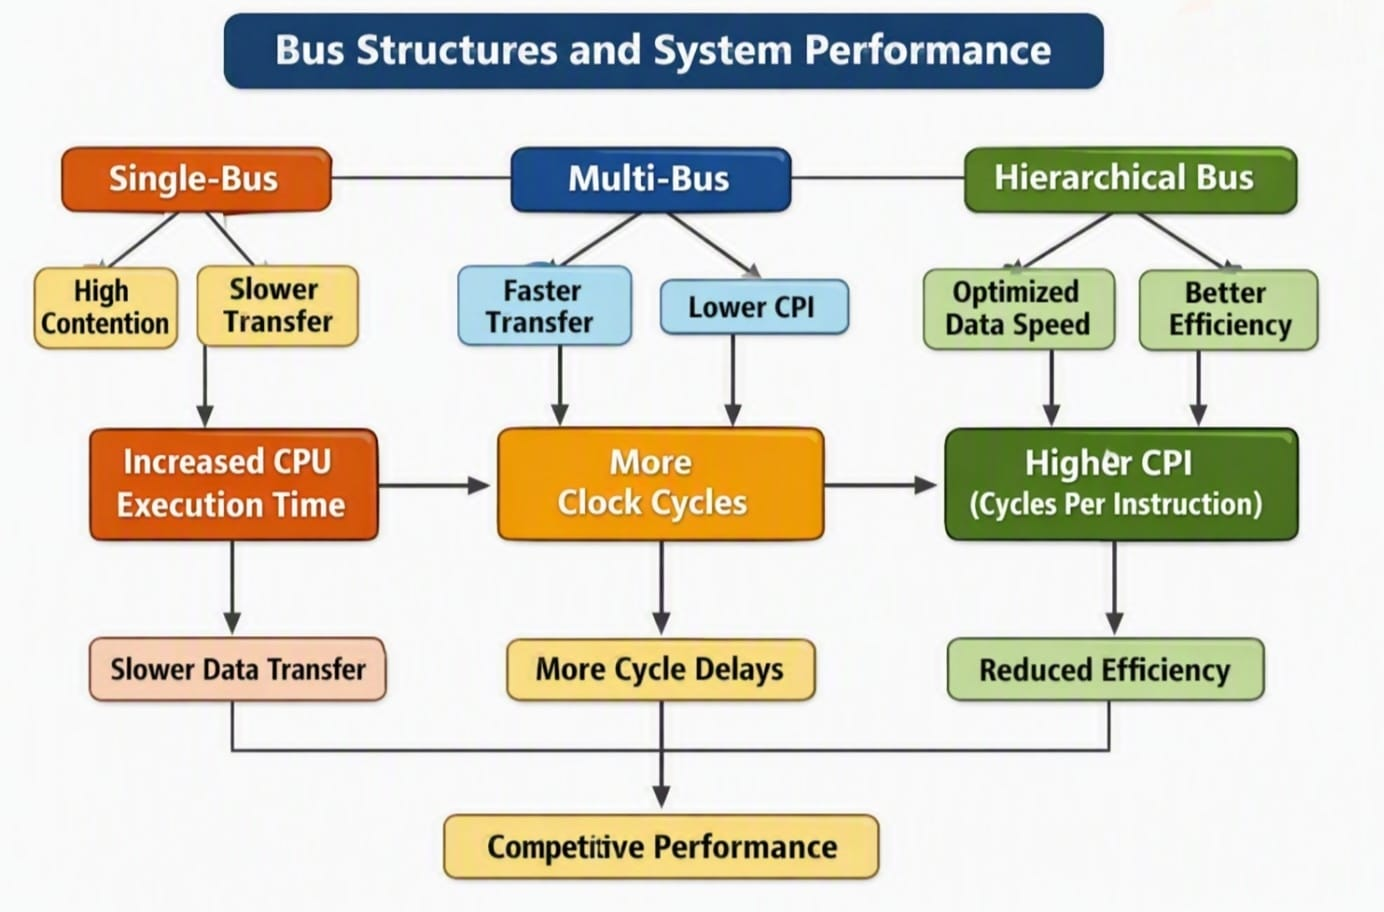 Bus Structures and System Performance
Single-Bus
Multi-Bus
Hierarchical Bus
High
Contention
Slower
Transfer
Faster
Transfer
Lower CPI
Optimized
Data Speed
Better
Efficiency
Increased CPU
Execution Time
More
Clock Cycles
Higher CPI
(Cycles Per Instruction)
Slower Data Transfer
More Cycle Delays
Reduced Efficiency
Competitive Performance